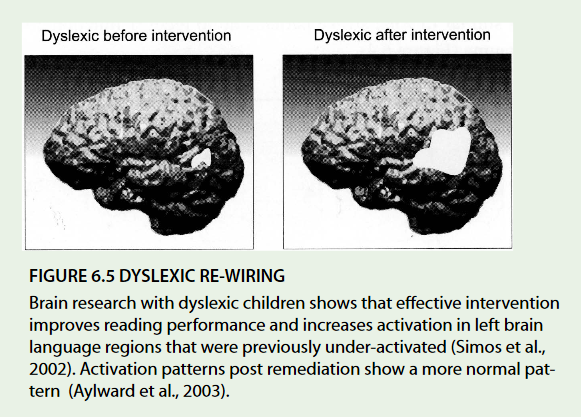 Dyslexic before intervention
Dyslexic after intervention
FIGURE 6.5 DYSLEXIC RE-WIRING
Brain research with dyslexic children shows that effective intervention
improves reading performance and increases activation in left brain
language regions that were previously under-activated (Simos et al.,
2002). Activation patterns post remediation show a more normal pat-
tern (Aylward et al., 2003).